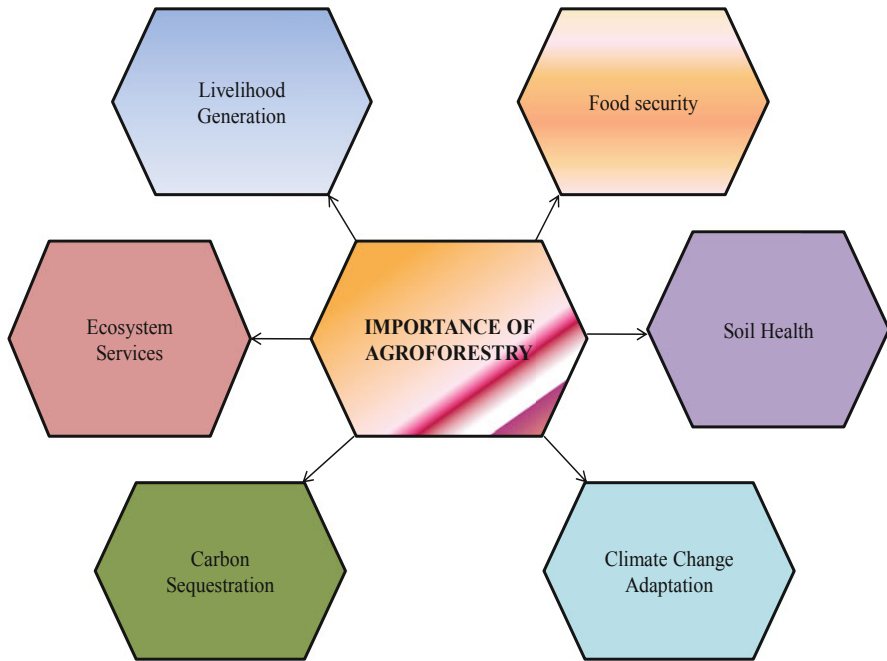 Livelihood
Generation
Food security
Ecosystem
Services
IMPORTANCE OF
AGROFORESTRY
Soil Health
Carbon
Sequestration
Climate Change
Adaptation